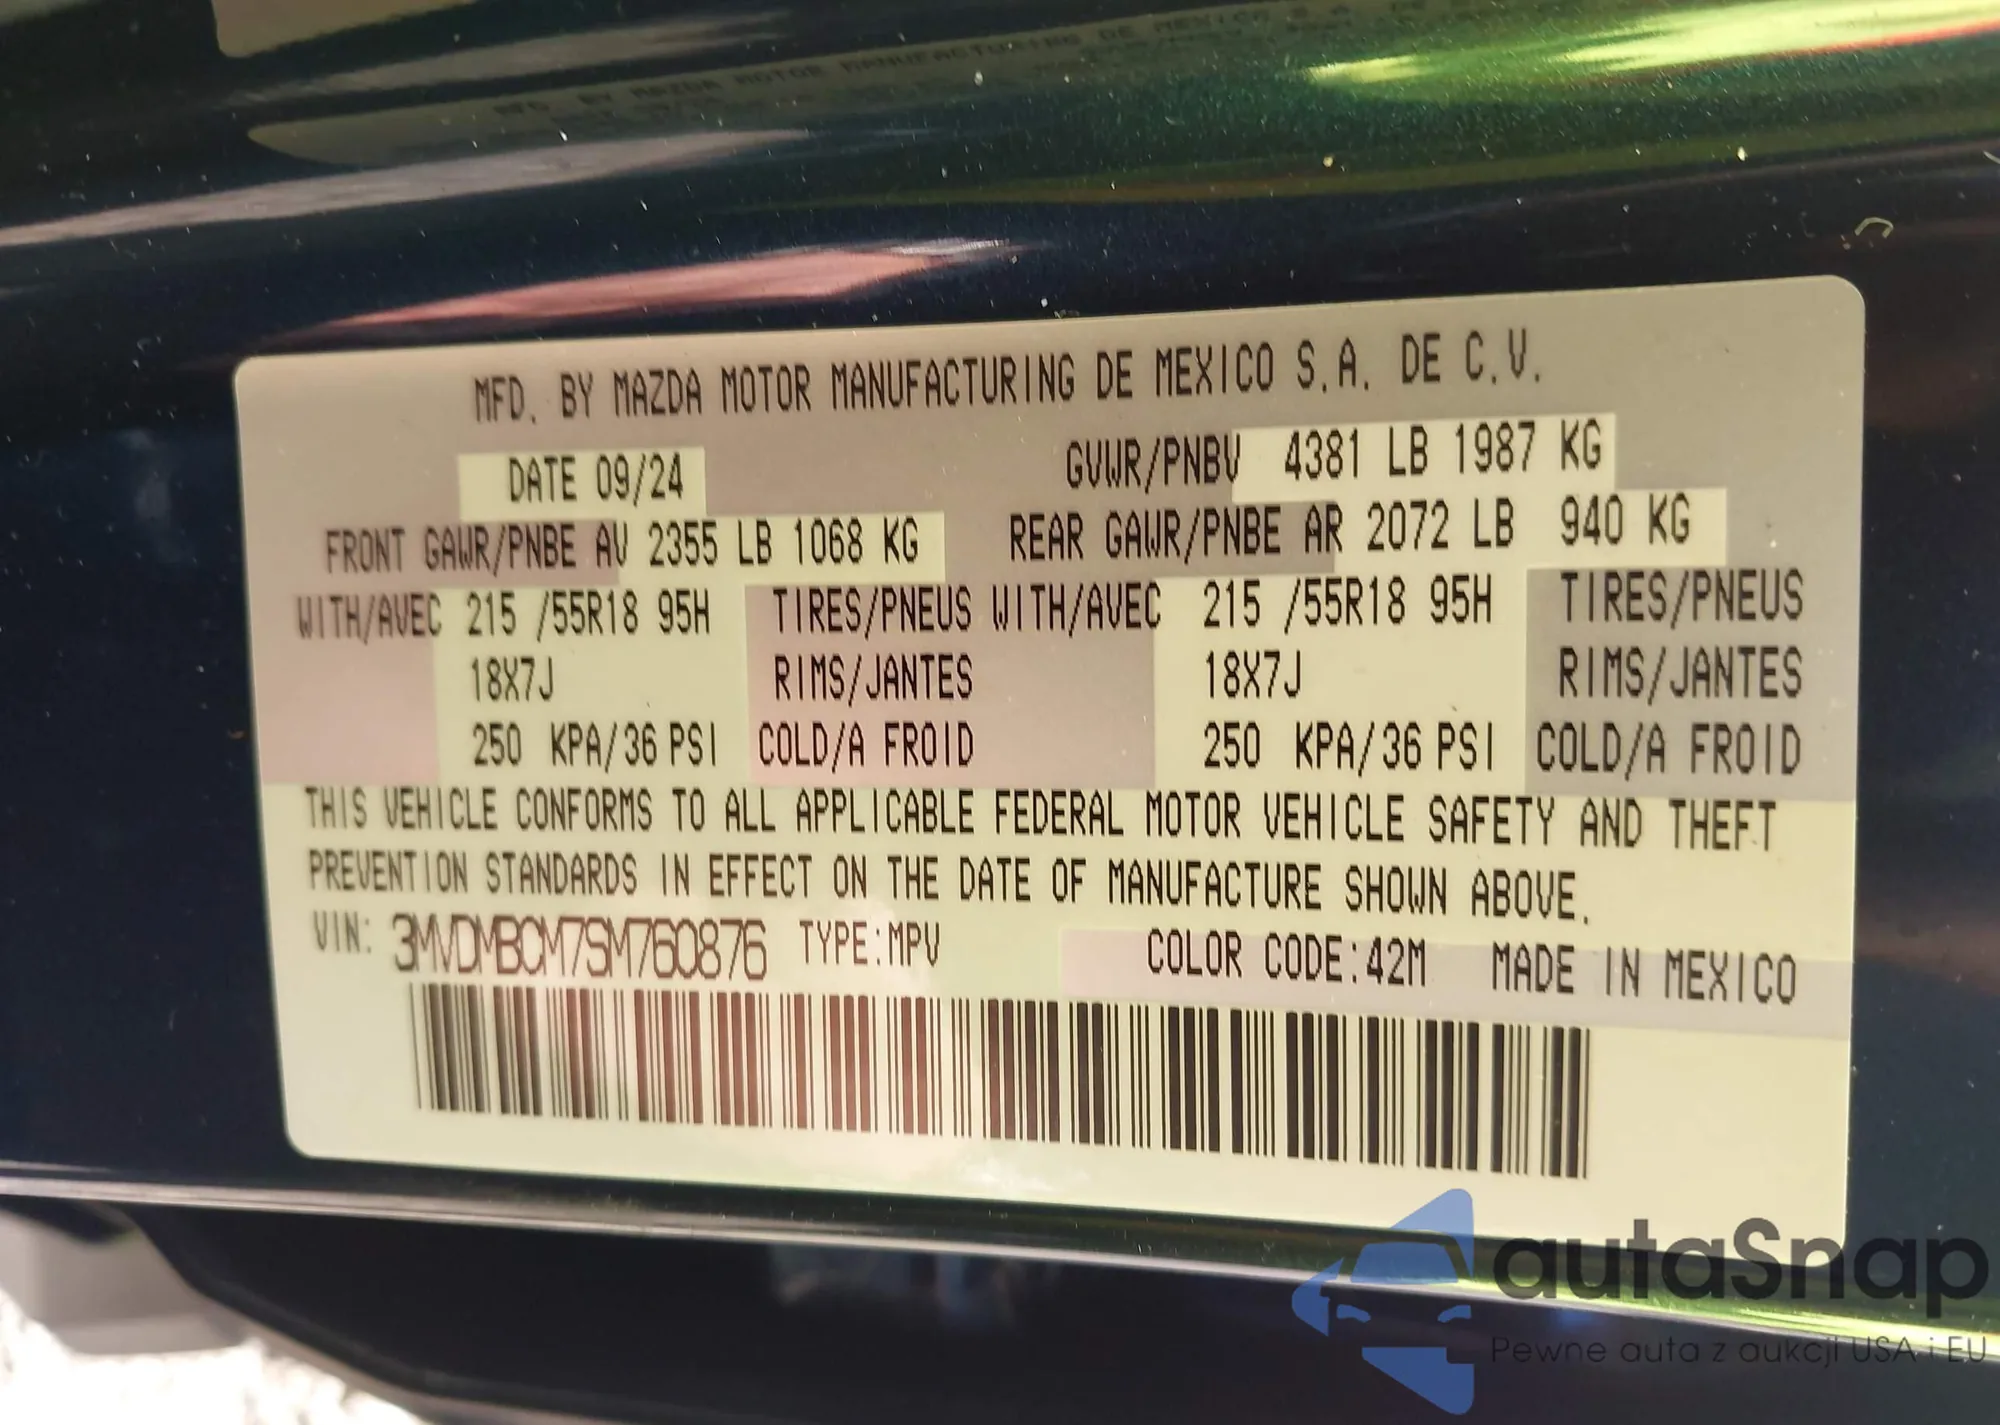 MFD. BY MAZDA MOTOR MANUFACTURING DE MEXICO S.A. DE C.V.
DATE 09/24 GVWR/PNBV 4381 LB 1987 KG
FRONT GAWR/PNBE AV 2355 LB 1068 KG REAR GAWR/PNBE AR 2072 LB 940 KG
WITH/AVEC 215 /55R18 95H TIRES/PNEUS WITH/AVEC 215 /55R18 95H TIRES/PNEUS
18X7J RIMS/JANTES 18X7J RIMS/JANTES
250 KPA/36 PSI COLD/A FROID 250 KPA/36 PSI COLD/A FROID
THIS VEHICLE CONFORMS TO ALL APPLICABLE FEDERAL MOTOR VEHICLE SAFETY AND THEFT
PREVENTION STANDARDS IN EFFECT ON THE DATE OF MANUFACTURE SHOWN ABOVE.
VIN: 3MVDMBCM7SM760876 TYPE:MPV COLOR CODE:42M MADE IN MEXICO
autaSnap
Pewne auta z aukcji USA i EU